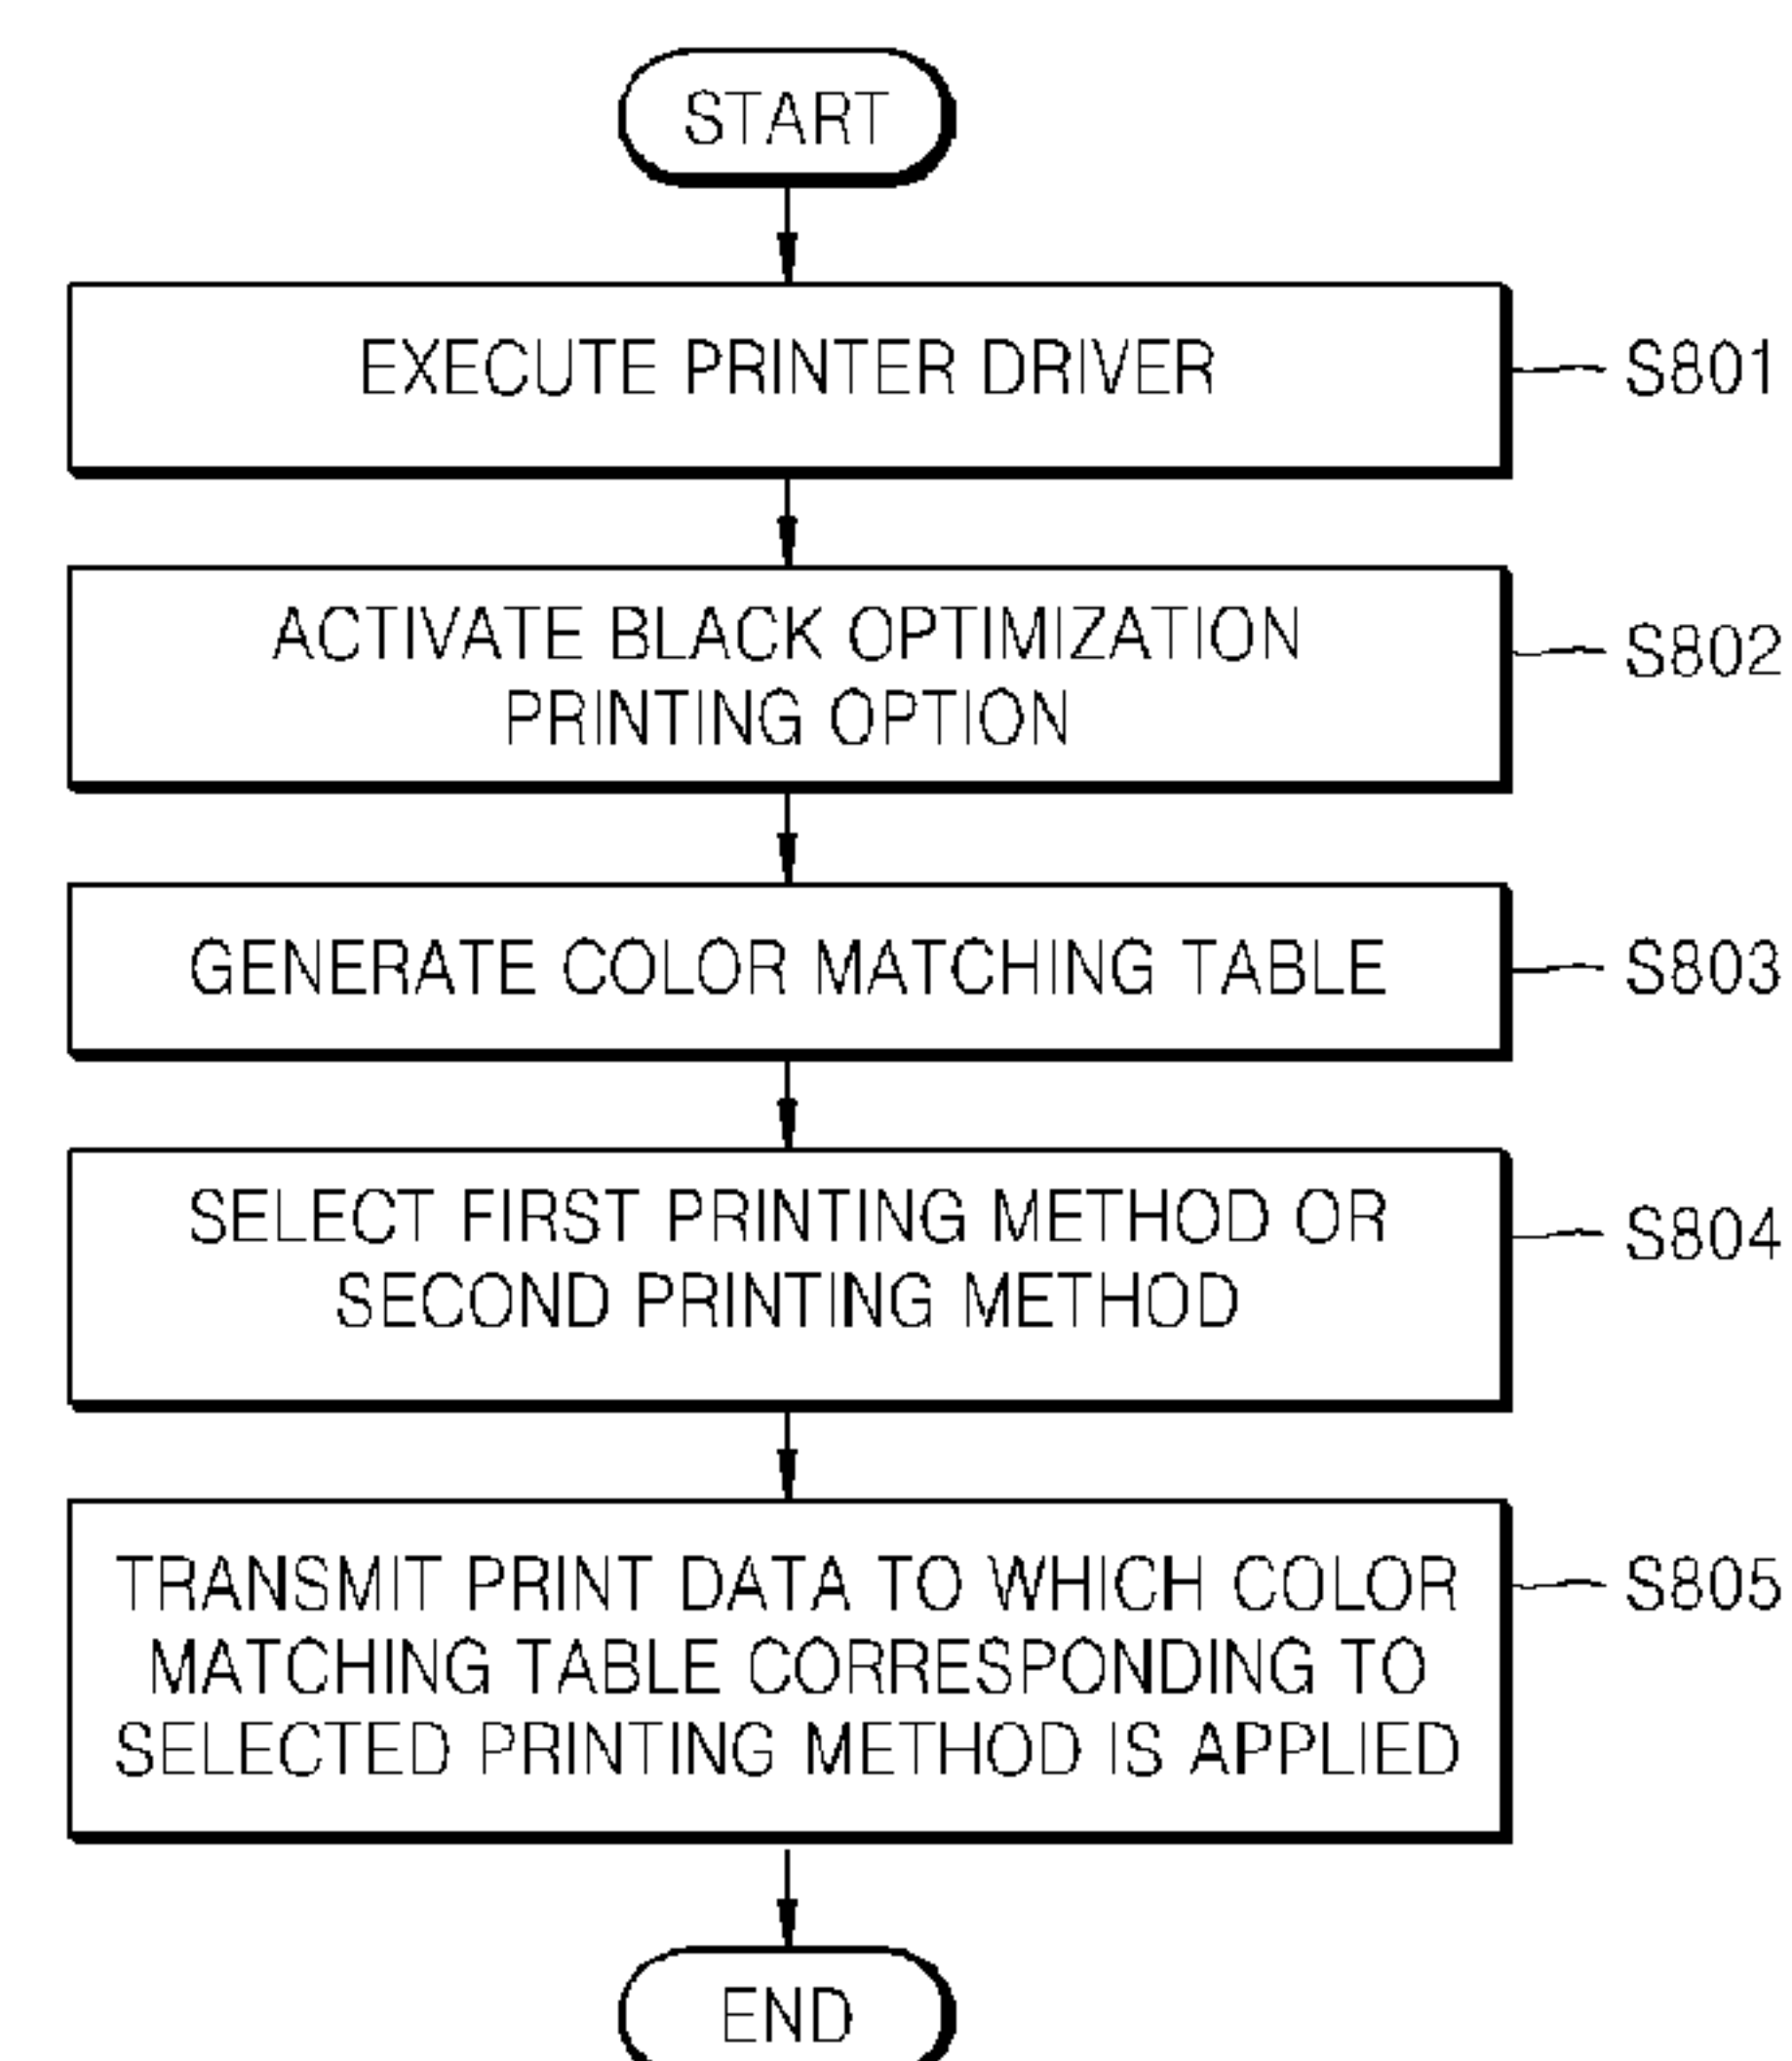 START
EXECUTE PRINTER DRIVER
S801
ACTIVATE BLACK OPTIMIZATION
PRINTING OPTION
S802
GENERATE COLOR MATCHING TABLE
S803
SELECT FIRST PRINTING METHOD OR
SECOND PRINTING METHOD
S804
TRANSMIT PRINT DATA TO WHICH COLOR
MATCHING TABLE CORRESPONDING TO
SELECTED PRINTING METHOD IS APPLIED
S805
END